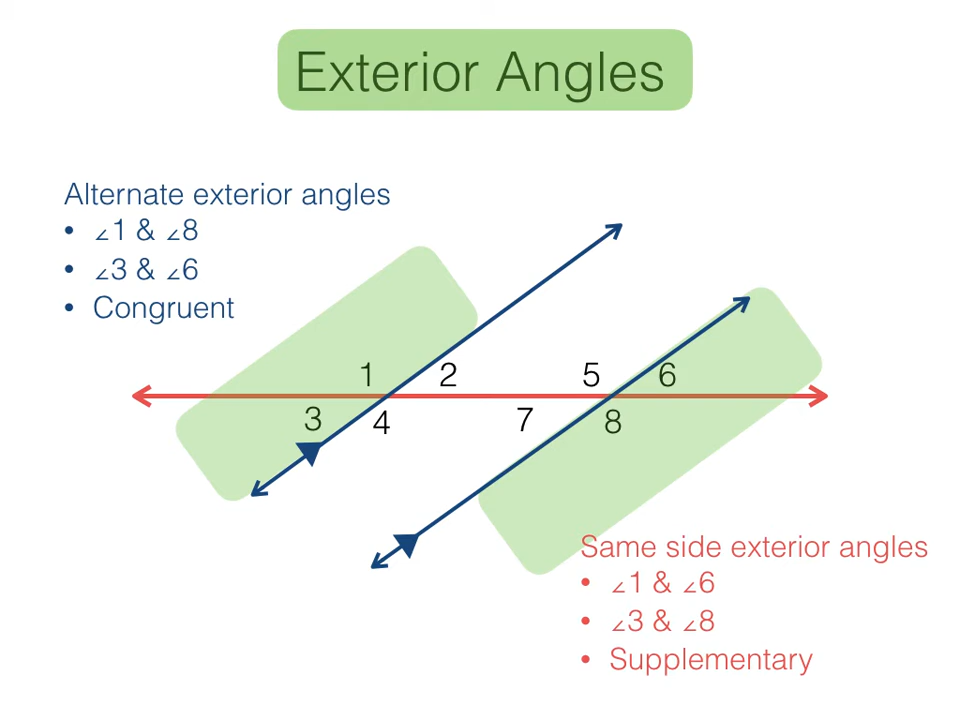 Exterior Angles
Alternate exterior angles
• ∠1 & ∠8
• ∠3 & ∠6
• Congruent
1 2 5 6
3 4 7 8
Same side exterior angles
• ∠1 & ∠6
• ∠3 & ∠8
• Supplementary